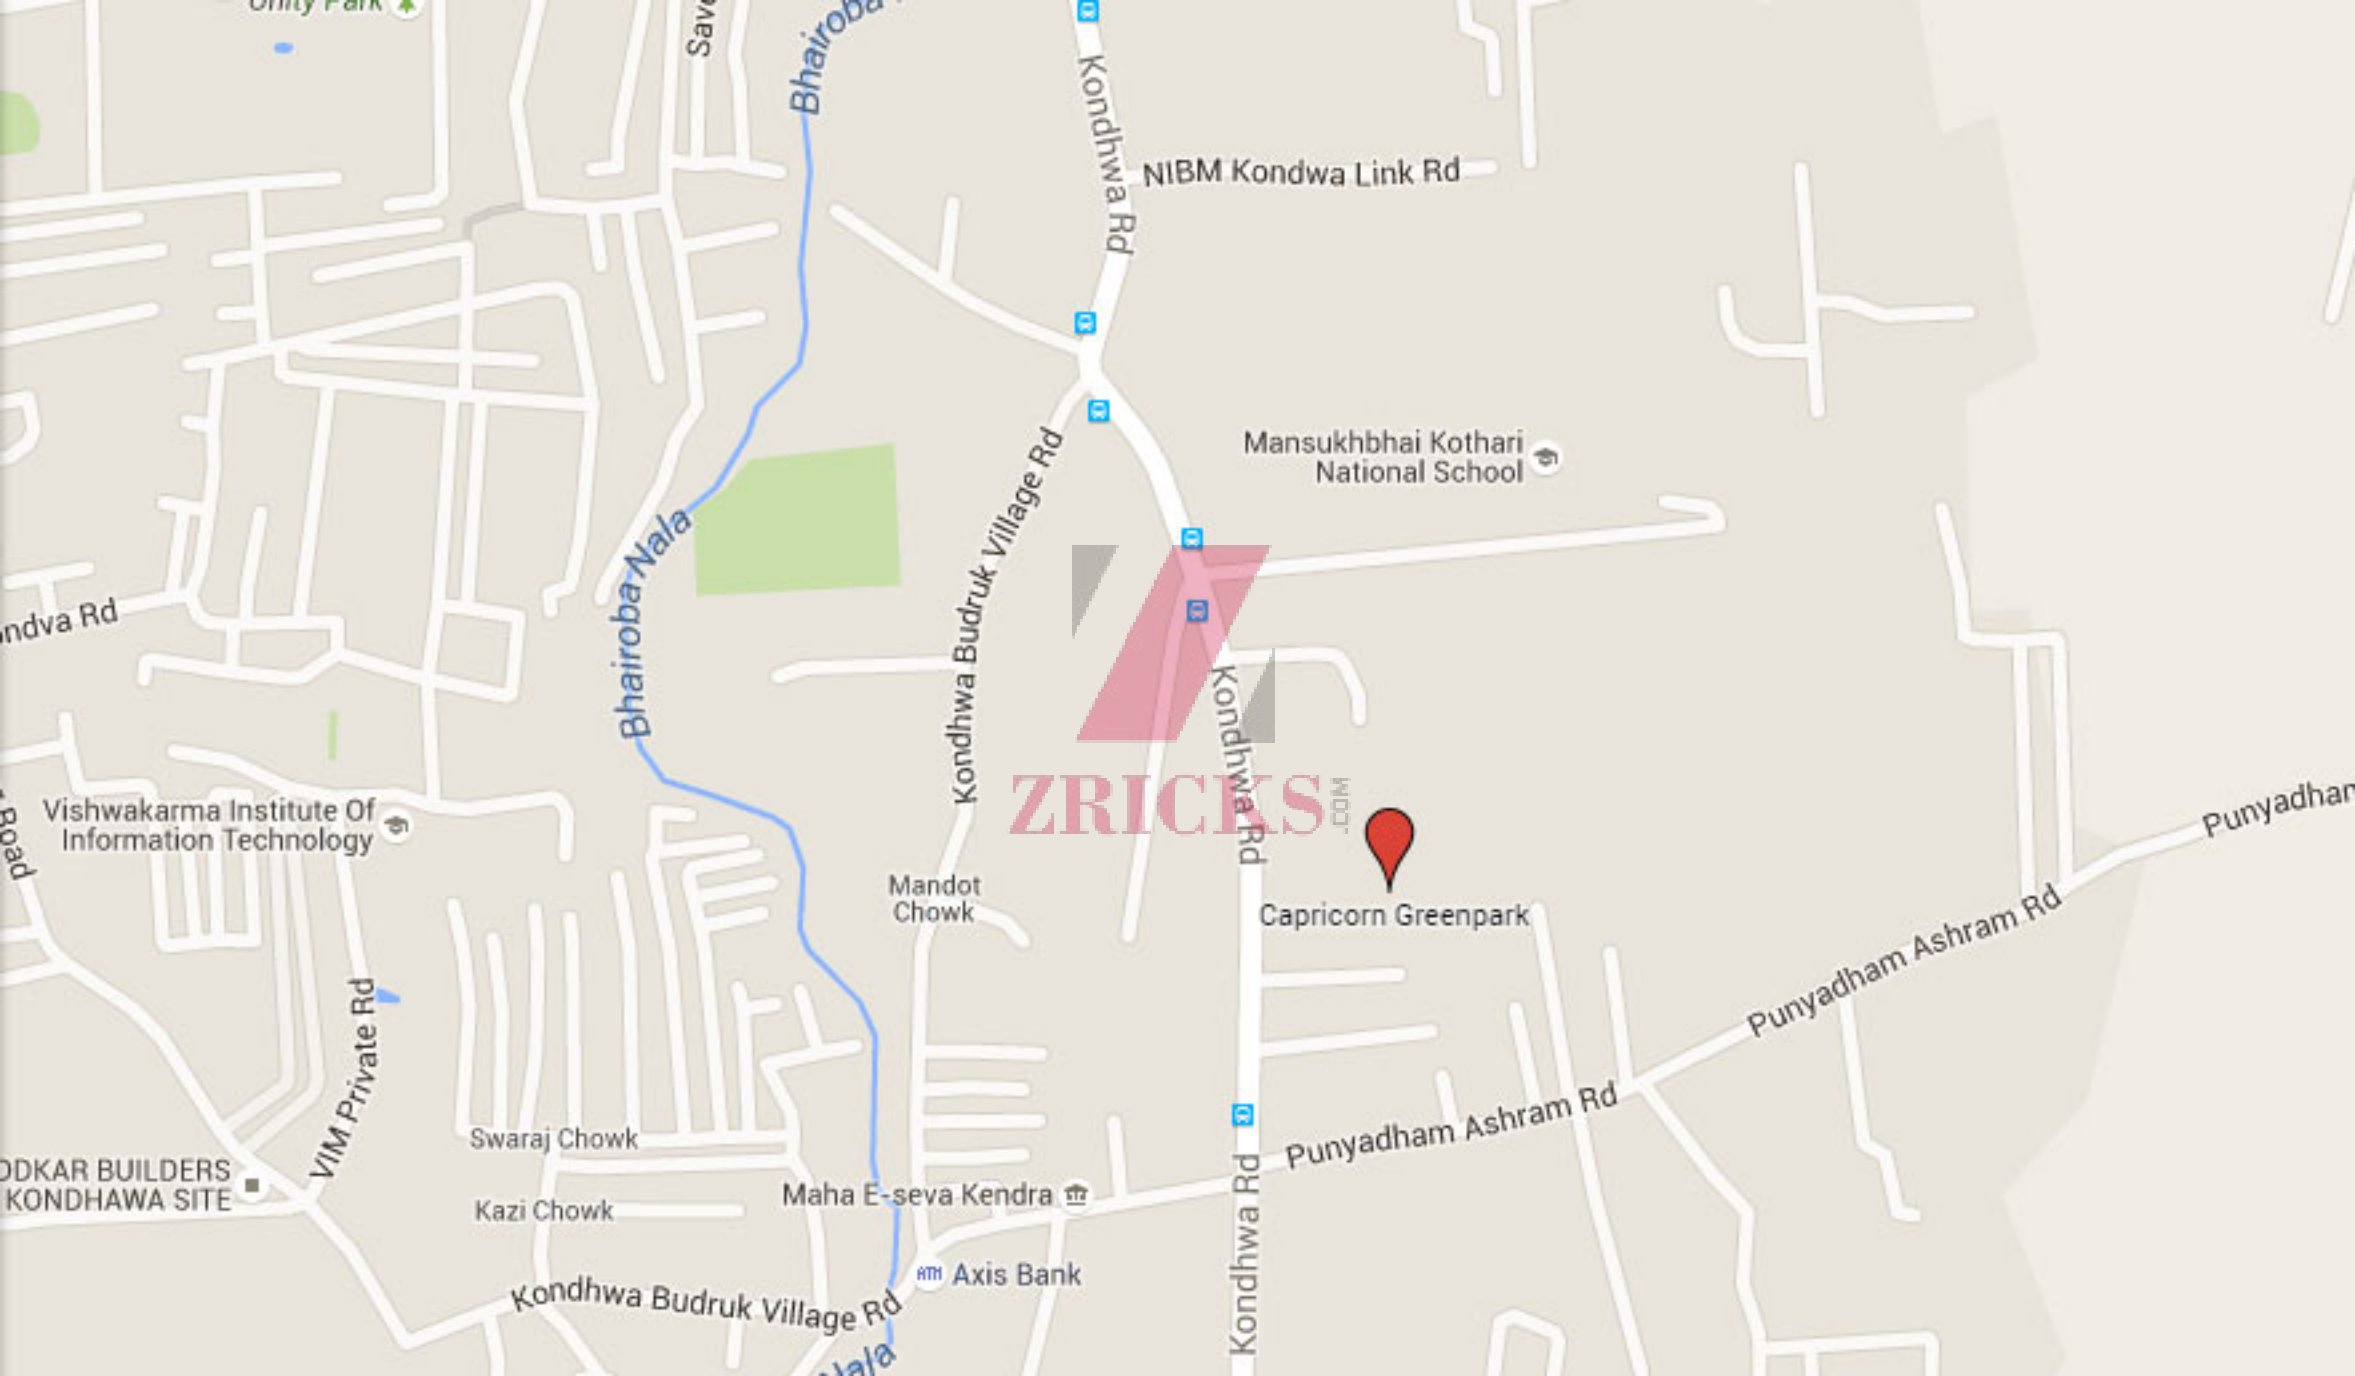 Unity Park
Save
Bhairoba
Kondhwa Rd
NIBM Kondwa Link Rd
Mansukhbhai Kothari
National School
Kondhwa Budruk Village Rd
Bhairoba Nala
ndva Rd
Kondhwa Rd
ZRICKS
.COM
Vishwakarma Institute Of
Information Technology
Road
Punyadham
Mandot
Chowk
Capricorn Greenpark
Punyadham Ashram Rd
VIM Private Rd
Punyadham Ashram Rd
Swaraj Chowk
DDKAR BUILDERS
KONDHAWA SITE
Maha E-seva Kendra
Kazi Chowk
Kondhwa Rd
ATM Axis Bank
Kondhwa Budruk Village Rd
Nala